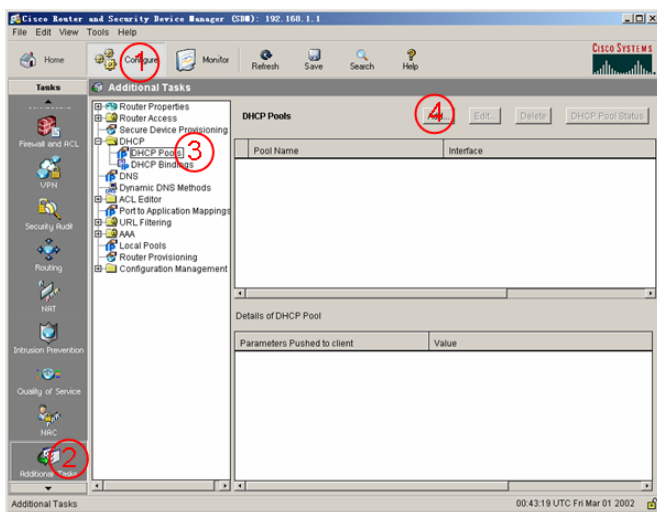 Cisco Router and Security Device Manager (SDM): 192.168.1.1
File Edit View Tools Help
Home
Configure
1
Monitor
Refresh
Save
Search
Help
CISCO SYSTEMS
Tasks
Additional Tasks
Firewall and ACL
VPN
Security Audit
Routing
NAT
Intrusion Prevention
Quality of Service
NAC
Additional Tasks
2
Router Properties
Router Access
Secure Device Provisioning
DHCP
DHCP Pools
3
DHCP Bindings
DNS
Dynamic DNS Methods
ACL Editor
Port to Application Mappings
URL Filtering
AAA
Local Pools
Router Provisioning
Configuration Management
DHCP Pools
Add...
4
Edit...
Delete
DHCP Pool Status
Pool Name
Interface
Details of DHCP Pool
Parameters Pushed to client
Value
Additional Tasks
00:43:19 UTC Fri Mar 01 2002